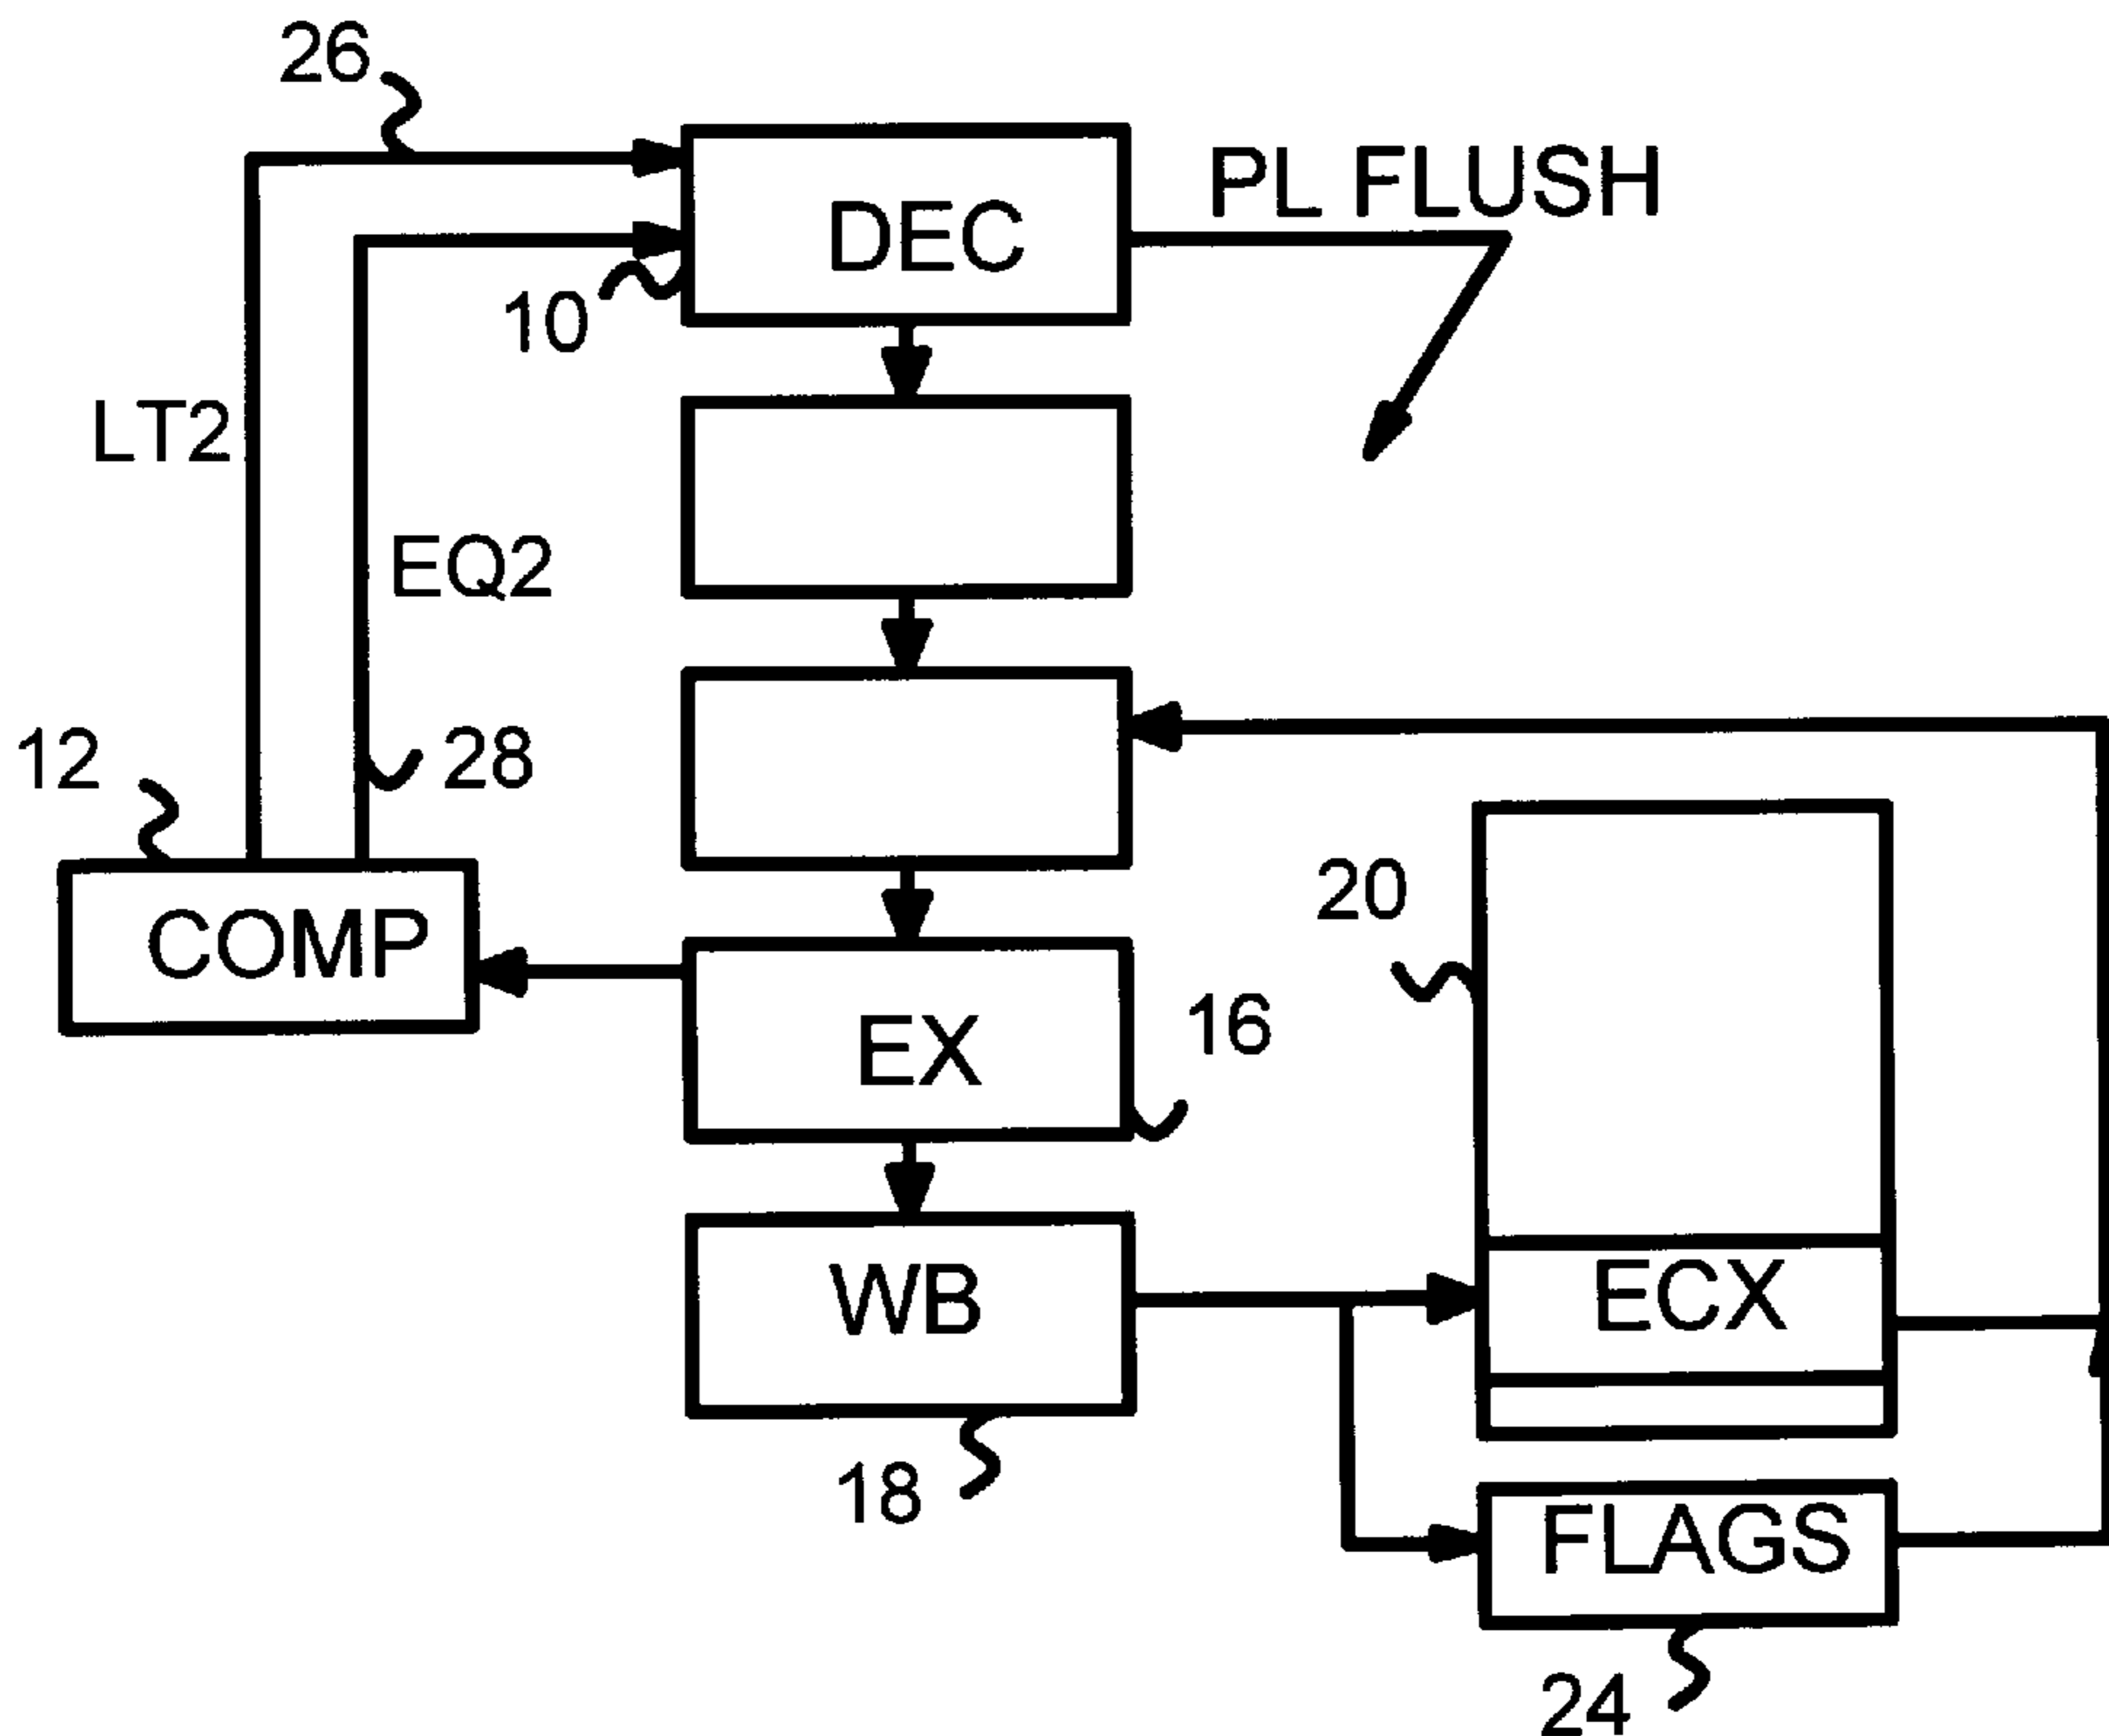 26
DEC
PL FLUSH
10
LT2
EQ2
12
28
20
COMP
16
EX
ECX
WB
18
FLAGS
24